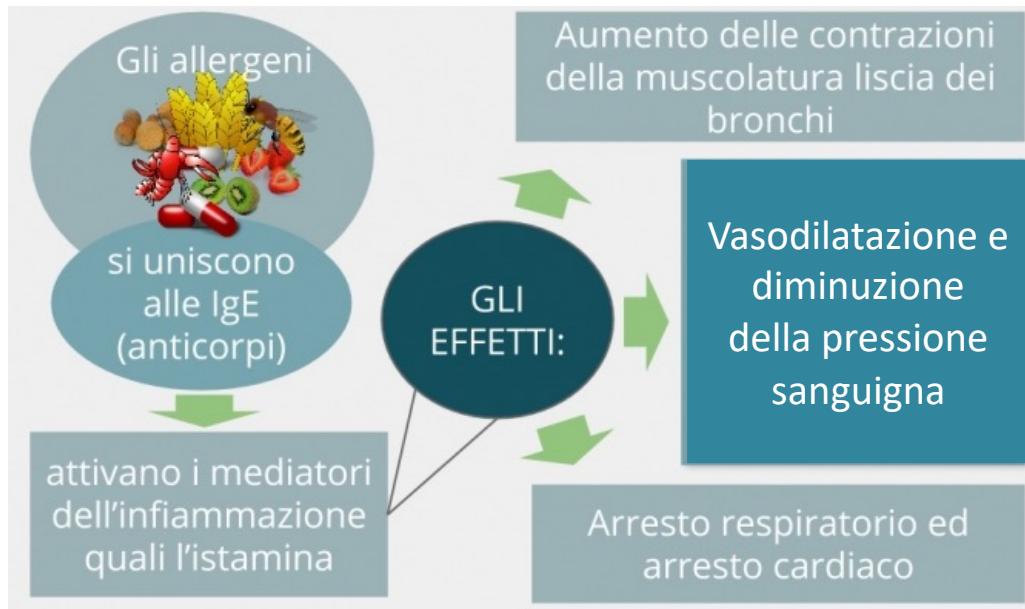 Gli allergeni
si uniscono
alle IgE
(anticorpi)
attivano i mediatori
dell'infiammazione
quali l'istamina
GLI
EFFETTI:
Aumento delle contrazioni
della muscolatura liscia dei
bronchi
Vasodilatazione e
diminuzione
della pressione
sanguigna
Arresto respiratorio ed
arresto cardiaco